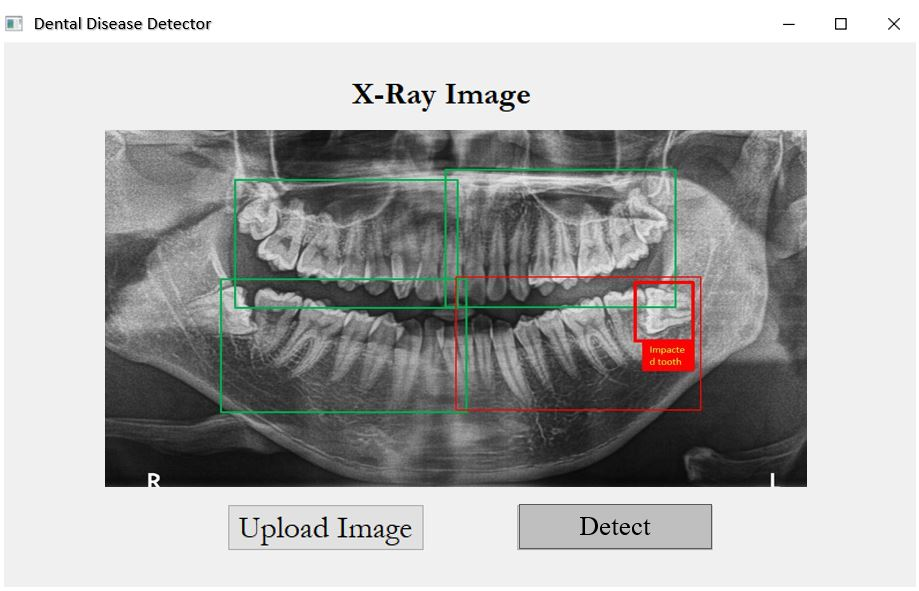 Dental Disease Detector
X-Ray Image
Impacte
d tooth
R
L
Upload Image
Detect